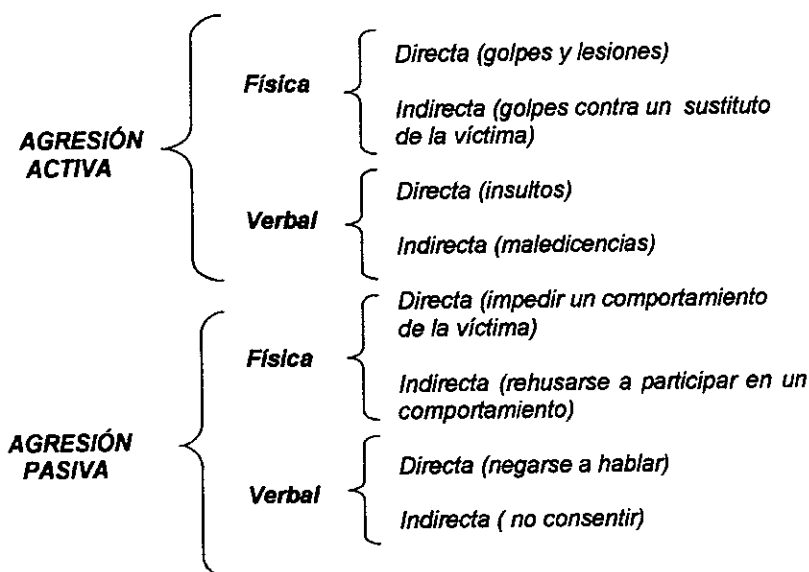 AGRESIÓN
ACTIVA
Física
Directa (golpes y lesiones)
Indirecta (golpes contra un sustituto
de la víctima)
Verbal
Directa (insultos)
Indirecta (maledicencias)
AGRESIÓN
PASIVA
Física
Directa (impedir un comportamiento
de la víctima)
Indirecta (rehusarse a participar en un
comportamiento)
Verbal
Directa (negarse a hablar)
Indirecta ( no consentir)